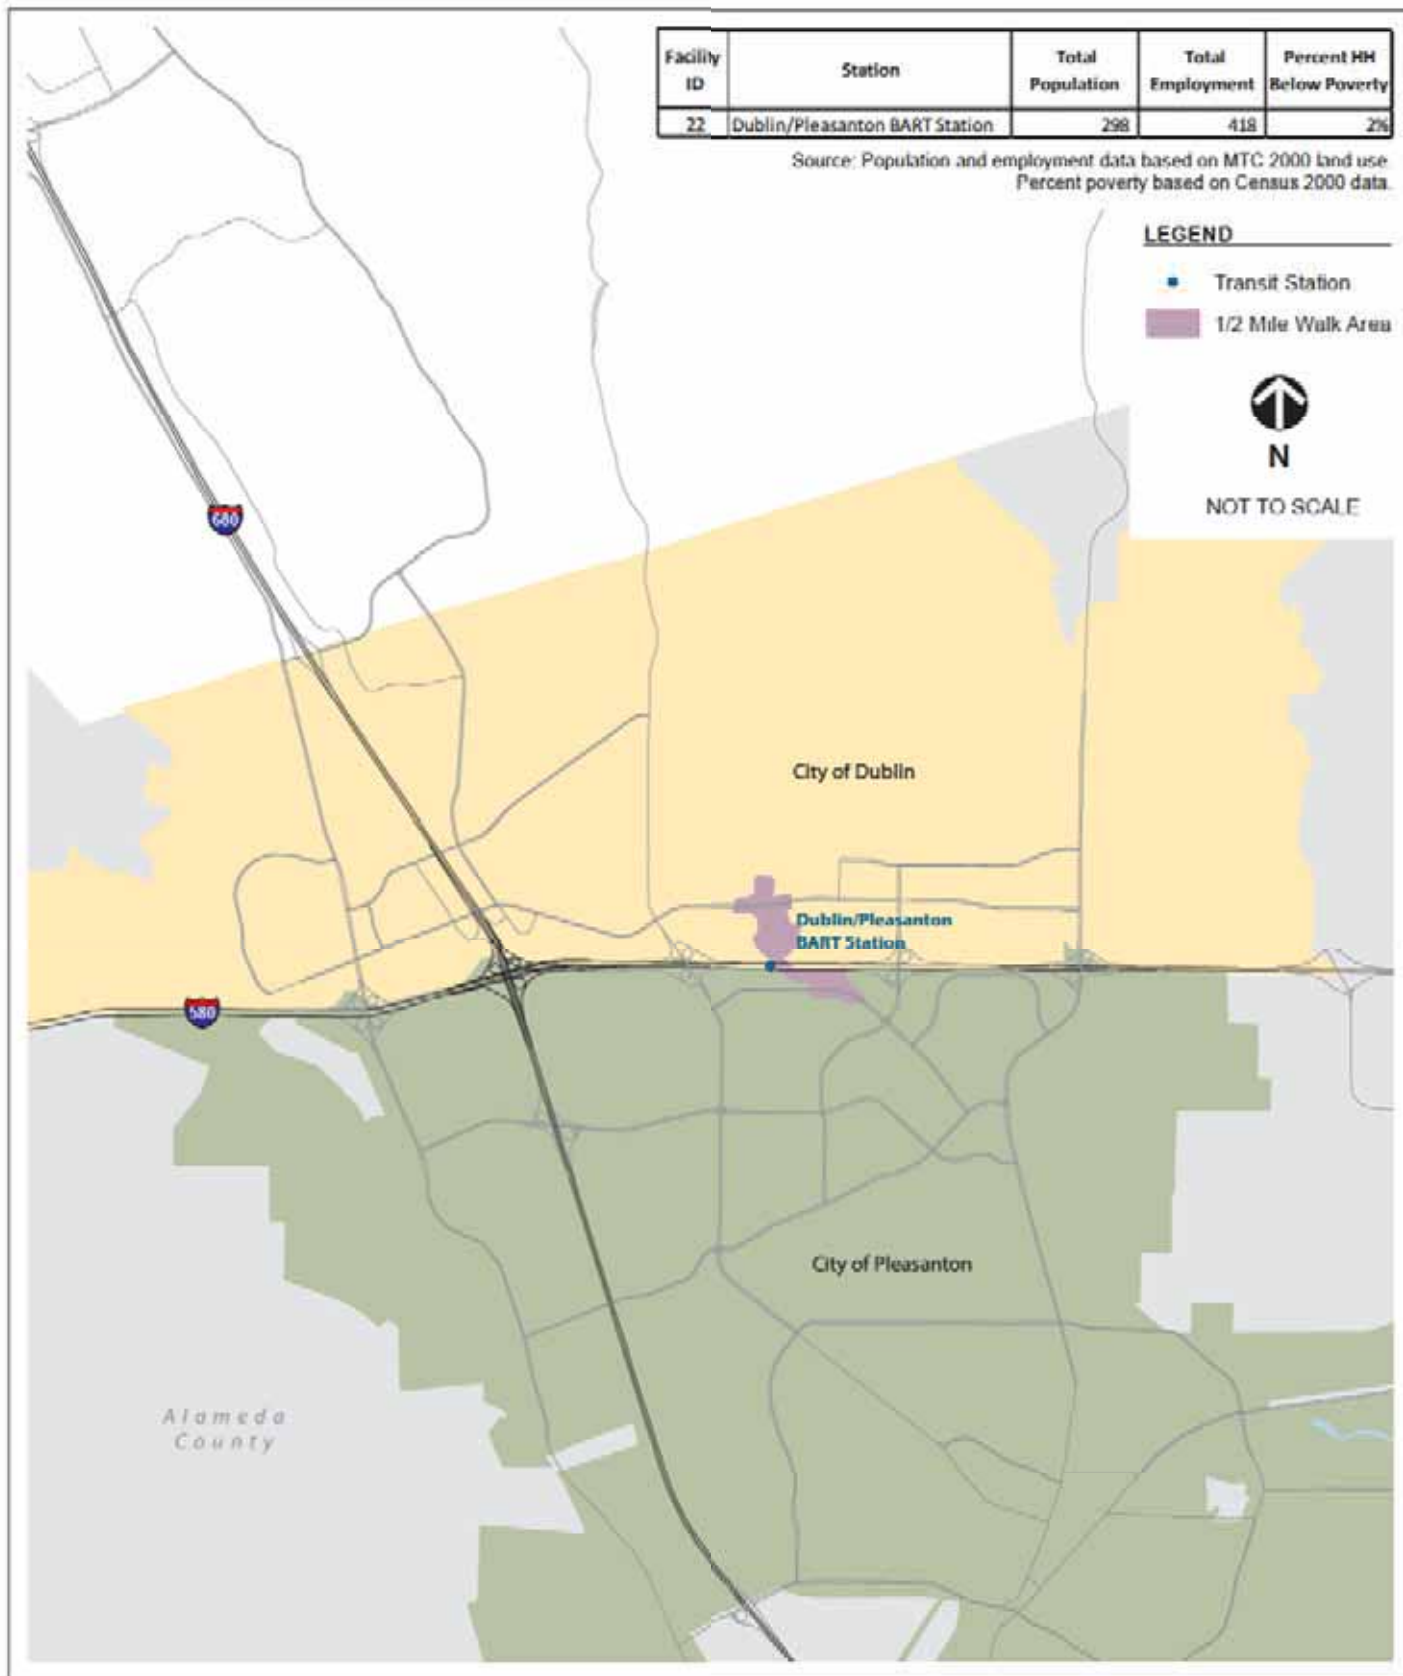 Facility ID Station Total Population Total Employment Percent HH Below Poverty
22 Dublin/Pleasanton BART Station 298 418 2%
Source: Population and employment data based on MTC 2000 land use.
Percent poverty based on Census 2000 data.
LEGEND
Transit Station
1/2 Mile Walk Area
N
NOT TO SCALE
680
City of Dublin
Dublin/Pleasanton
BART Station
580
City of Pleasanton
Alameda
County